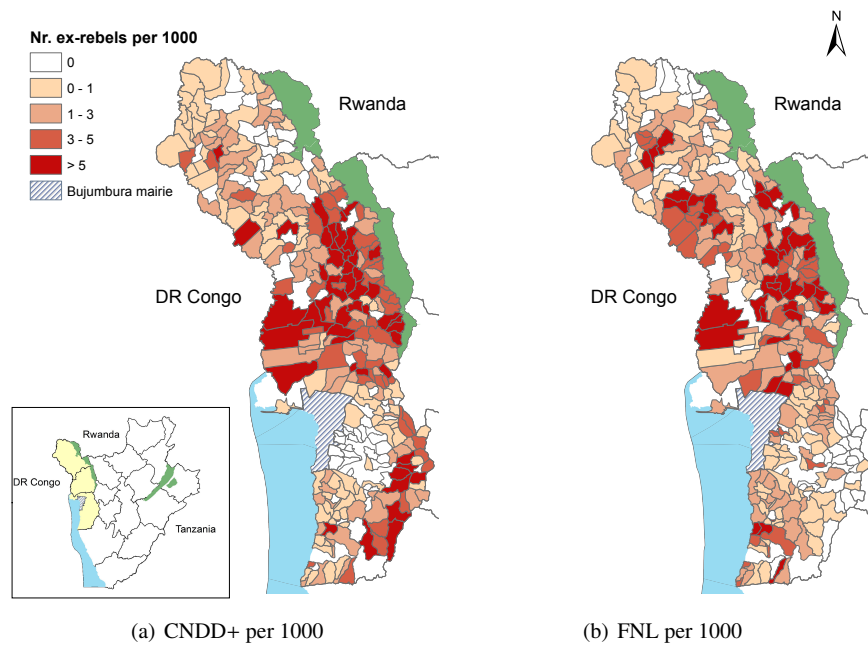 Nr. ex-rebels per 1000
0
0 - 1
1 - 3
3 - 5
> 5
Bujumbura mairie
Rwanda
DR Congo
Rwanda
DR Congo
Tanzania
N
Rwanda
DR Congo
(a) CNDD+ per 1000
(b) FNL per 1000